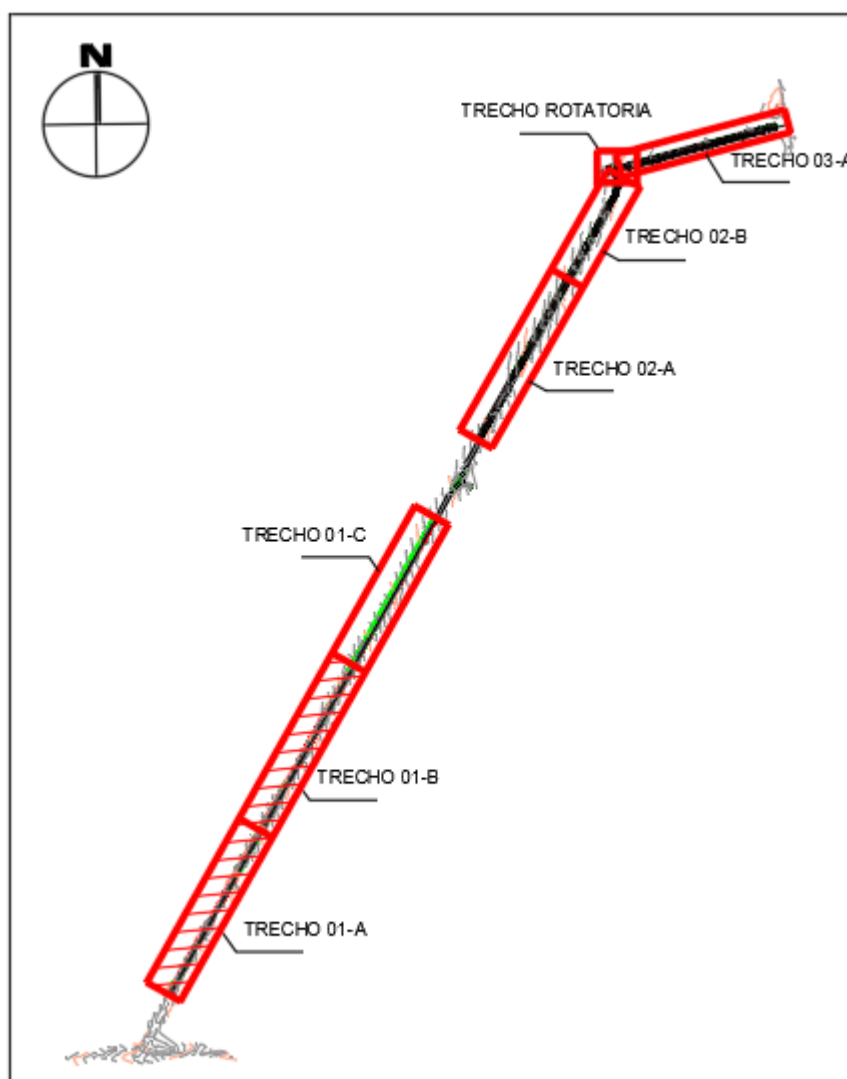 N
TRECHO ROTATORIA
TRECHO 03-A
TRECHO 02-B
TRECHO 02-A
TRECHO 01-C
TRECHO 01-B
TRECHO 01-A